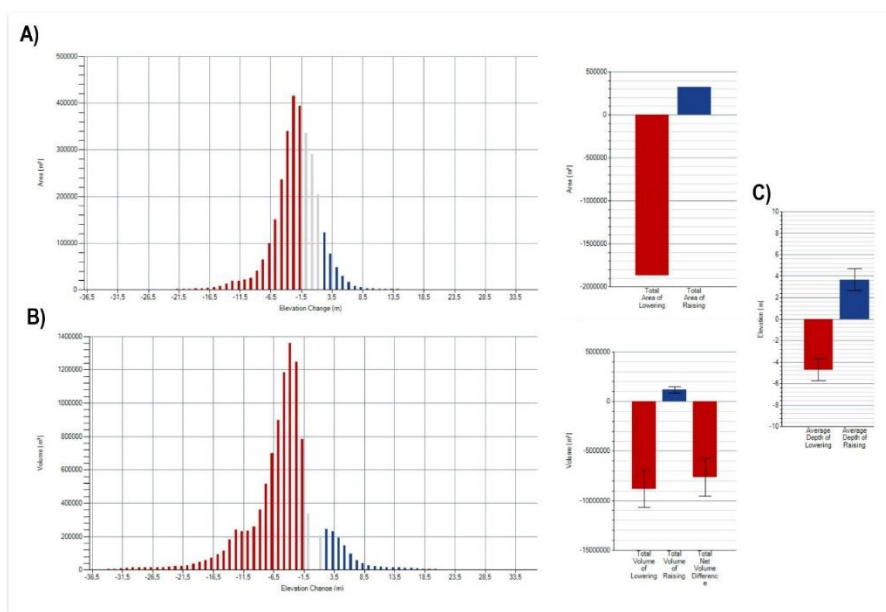 A)
500000
400000
300000
200000
100000
0
Area [m²]
-36.5 -31.5 -26.5 -21.5 -16.5 -11.5 -6.5 -1.5 3.5 8.5 13.5 18.5 23.5 28.5 33.5
Elevation Change (m)
500000
0
-500000
-1000000
-1500000
-2000000
Area [m²]
Total Area of Lowering
Total Area of Raising
B)
1400000
1200000
1000000
800000
600000
400000
200000
0
Volume [m³]
-36.5 -31.5 -26.5 -21.5 -16.5 -11.5 -6.5 -1.5 3.5 8.5 13.5 18.5 23.5 28.5 33.5
Elevation Change (m)
5000000
0
-5000000
-10000000
-15000000
Volume [m³]
Total
Volume
of
Lowering
Total
Volume
of
Raising
Total
Net
Volume
Differenc
e
C)
10
8
6
4
2
0
-2
-4
-6
-8
-10
Elevation [m]
Average
Depth of
Lowering
Average
Depth of
Raising